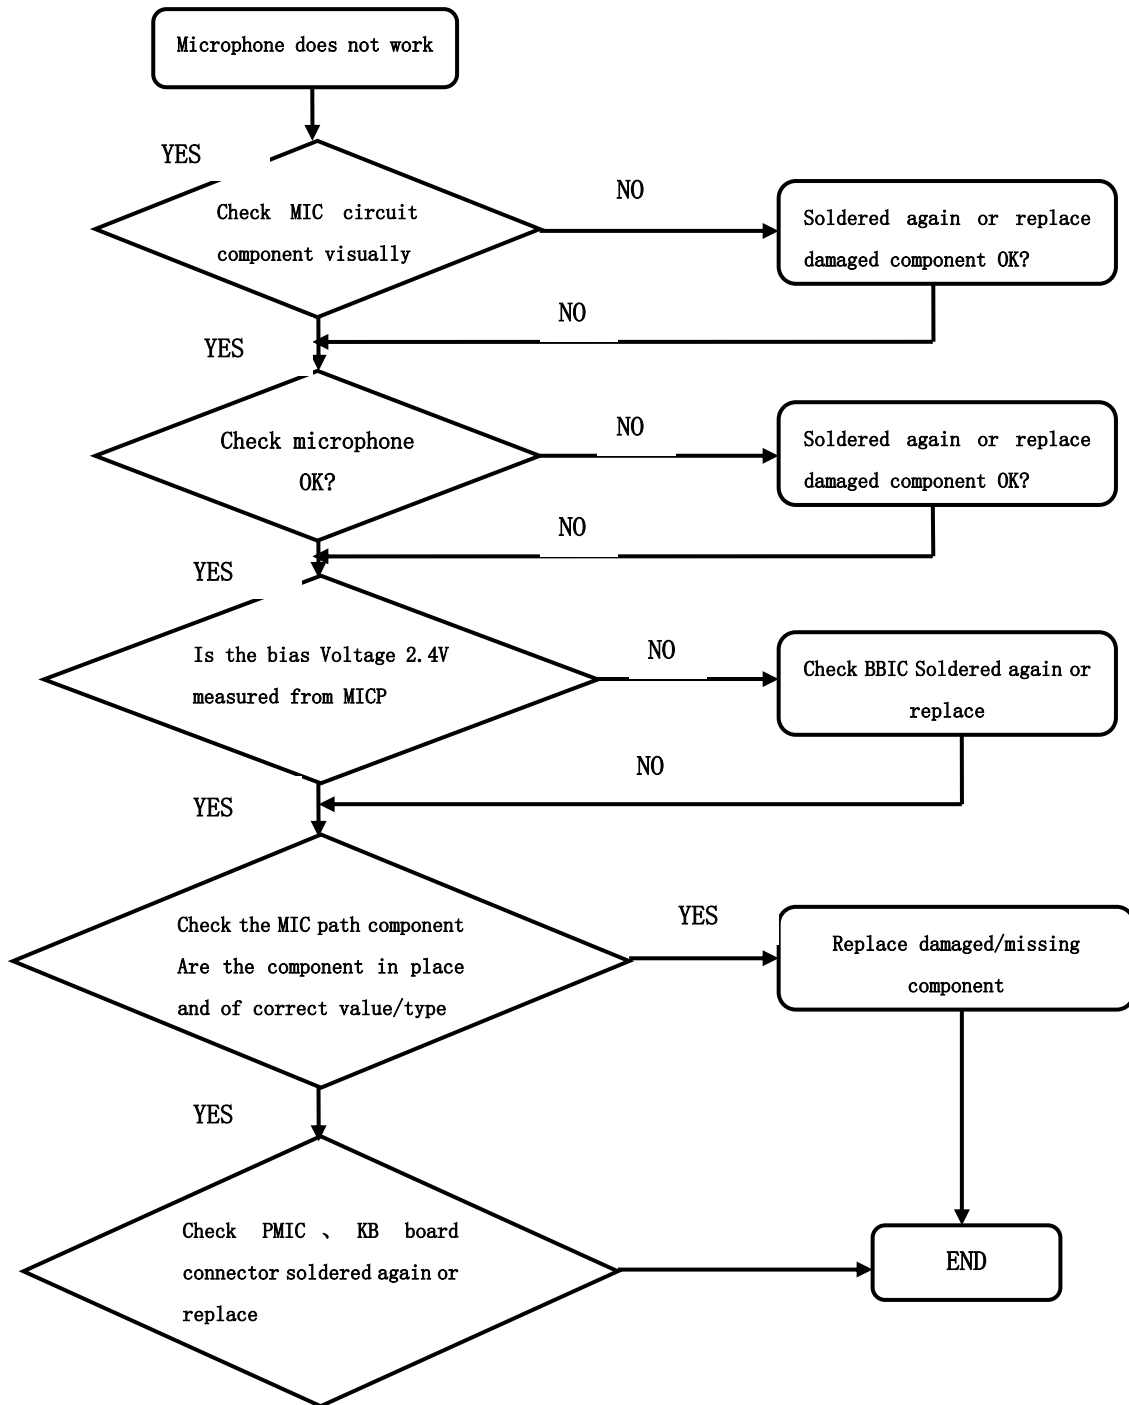 Microphone does not work
YES
NO
Check MIC circuit
component visually
Soldered again or replace
damaged component OK?
NO
YES
NO
Check microphone
OK?
Soldered again or replace
damaged component OK?
NO
YES
NO
Is the bias Voltage 2.4V
measured from MICP
Check BBIC Soldered again or
replace
NO
YES
YES
Check the MIC path component
Are the component in place
and of correct value/type
Replace damaged/missing
component
YES
Check PMIC 、 KB board
connector soldered again or
replace
END